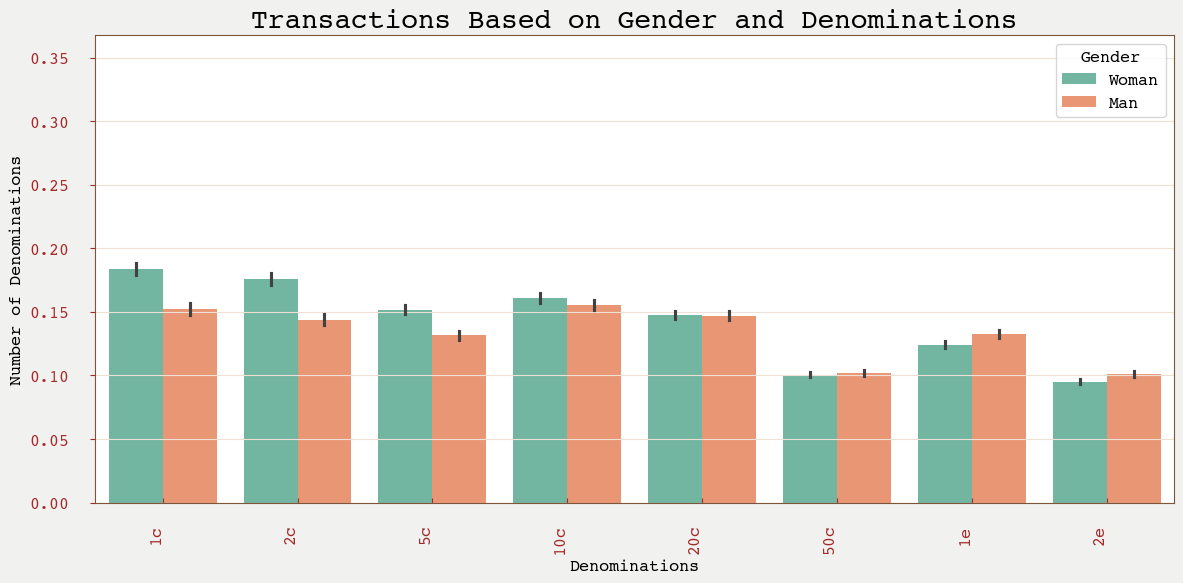 Transactions Based on Gender and Denominations
Gender
Woman
Man
Number of Denominations
0.35
0.30
0.25
0.20
0.15
0.10
0.05
0.00
1c
2c
5c
10c
20c
50c
1e
2e
Denominations